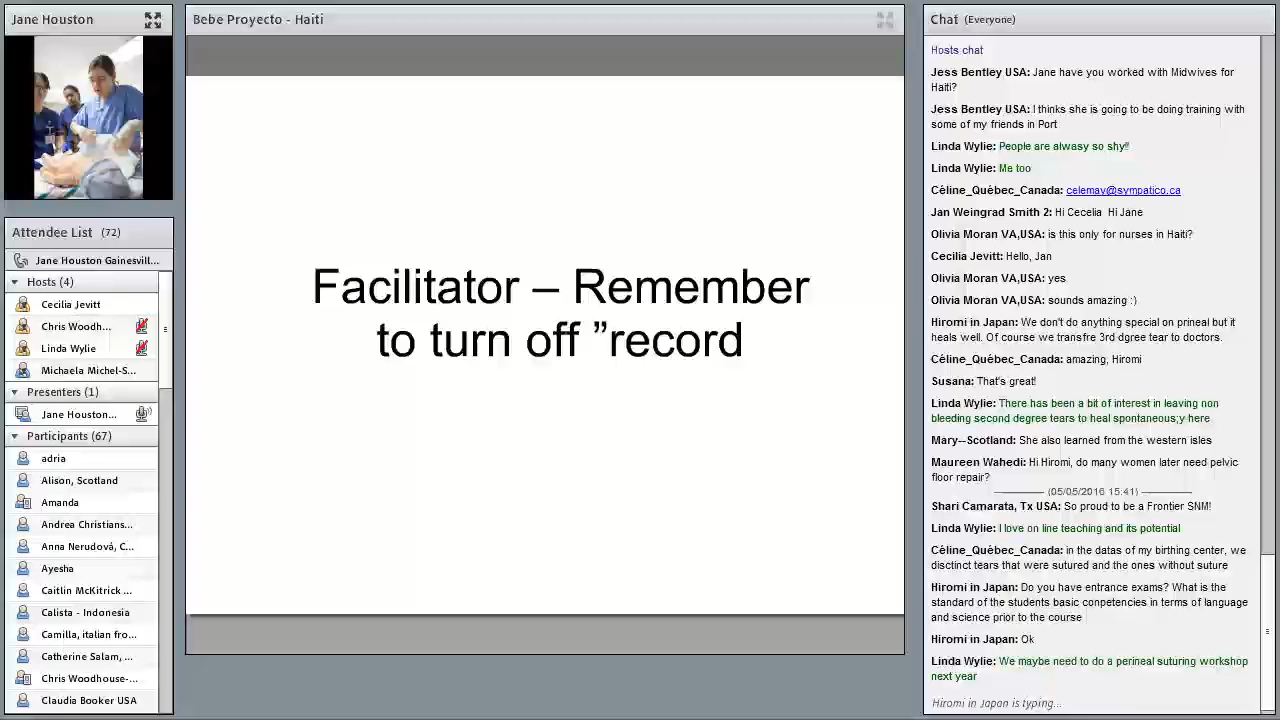 Jane Houston
Bebe Proyecto - Haiti
Chat (Everyone)
Attendee List (72)
Jane Houston Gainesvill...
Hosts (4)
Cecilia Jevitt
Chris Woodh...
Linda Wylie
Michaela Michel-S...
Presenters (1)
Jane Houston...
Participants (67)
adria
Alison, Scotland
Amanda
Andrea Christians...
Anna Nerudová, C...
Ayesha
Caitlin McKitrick ...
Calista - Indonesia
Camilla, italian fro...
Catherine Salam, ...
Chris Woodhouse-...
Claudia Booker USA
Facilitator – Remember
to turn off ”record
Hosts chat
Jess Bentley USA: Jane have you worked with Midwives for
Haiti?
Jess Bentley USA: I thinks she is going to be doing training with
some of my friends in Port
Linda Wylie: People are alwasy so shy!!
Linda Wylie: Me too
Céline_Québec_Canada: celemay@sympatico.ca
Jan Weingrad Smith 2: Hi Cecelia  Hi Jane
Olivia Moran VA,USA: is this only for nurses in Haiti?
Cecilia Jevitt: Hello, Jan
Olivia Moran VA,USA: yes
Olivia Moran VA,USA: sounds amazing :)
Hiromi in Japan: We don't do anything special on prineal but it
heals well. Of course we transfre 3rd dgree tear to doctors.
Céline_Québec_Canada: amazing, Hiromi
Susana: That's great!
Linda Wylie: There has been a bit of interest in leaving non
bleeding second degree tears to heal spontaneous;y here
Mary--Scotland: She also learned from the western isles
Maureen Wahedi: Hi Hiromi, do many women later need pelvic
floor repair?
(05/05/2016 15:41)
Shari Camarata, Tx USA: So proud to be a Frontier SNM!
Linda Wylie: I love on line teaching and its potential
Céline_Québec_Canada: in the datas of my birthing center, we
disctinct tears that were sutured and the ones without suture
Hiromi in Japan: Do you have entrance exams? What is the
standard of the students basic conpetencies in terms of language
and science prior to the course
Hiromi in Japan: Ok
Linda Wylie: We maybe need to do a perineal suturing workshop
next year
Hiromi in Japan is typing...